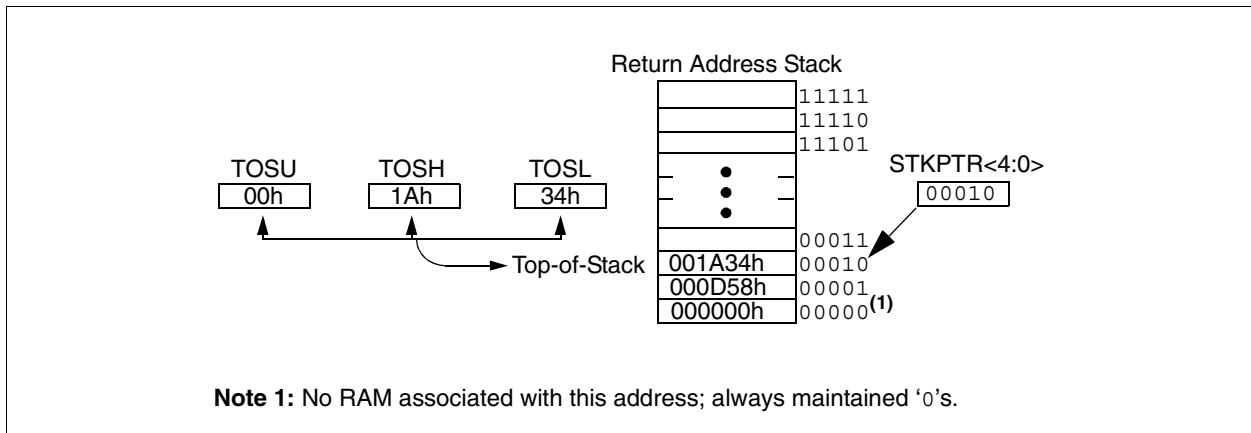 Return Address Stack
11111
11110
11101
TOSU TOSH TOSL
00h 1Ah 34h
STKPTR<4:0>
00010
00011
Top-of-Stack 001A34h 00010
000D58h 00001
000000h 00000(1)
Note 1: No RAM associated with this address; always maintained ‘0’s.